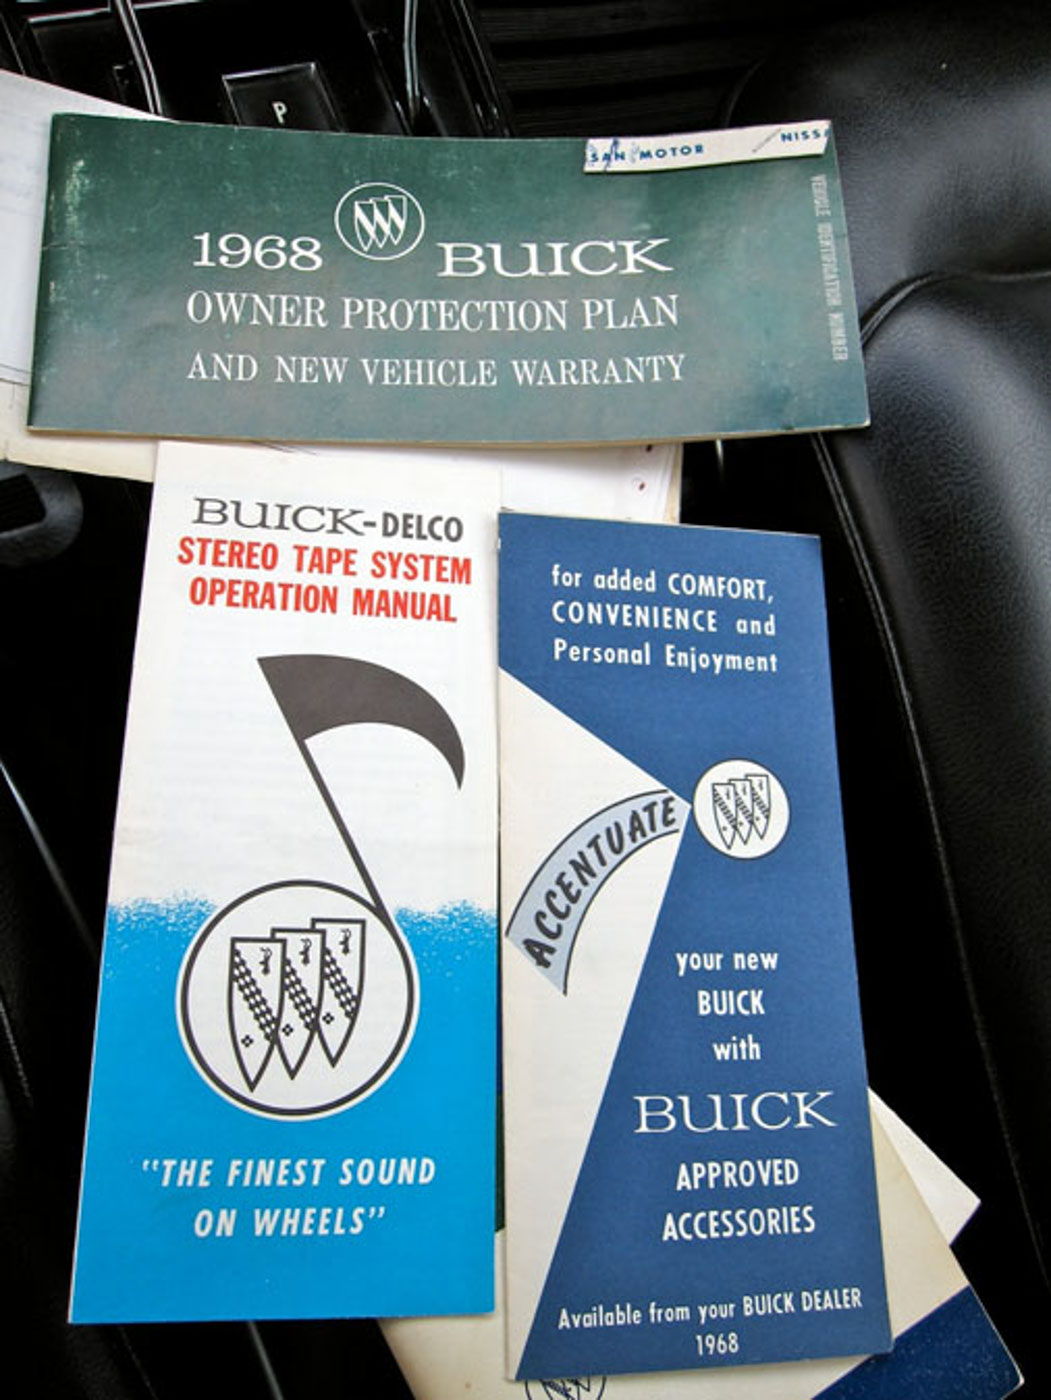 P
SAN MOTOR NISSA
1968 BUICK
OWNER PROTECTION PLAN
AND NEW VEHICLE WARRANTY
VEHICLE IDENTIFICATION NUMBER
BUICK-DELCO
STEREO TAPE SYSTEM
OPERATION MANUAL
"THE FINEST SOUND
ON WHEELS"
for added COMFORT,
CONVENIENCE and
Personal Enjoyment
ACCENTUATE
your new
BUICK
with
BUICK
APPROVED
ACCESSORIES
Available from your BUICK DEALER
1968